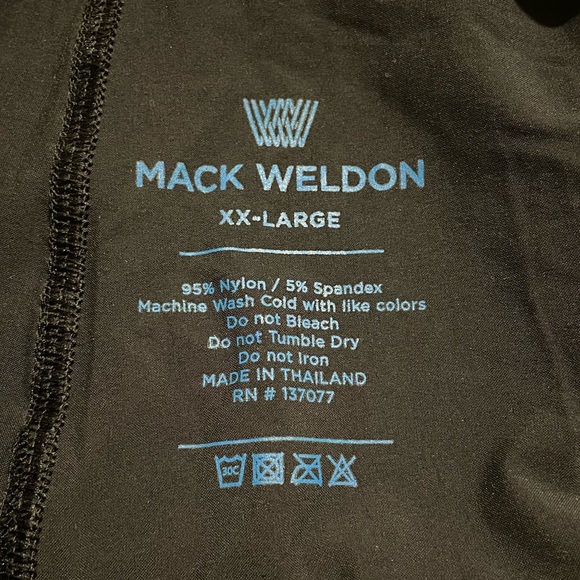 MACK WELDON
XX-LARGE
95% Nylon / 5% Spandex
Machine Wash Cold with like colors
Do not Bleach
Do not Tumble Dry
Do not Iron
MADE IN THAILAND
RN # 137077
30C